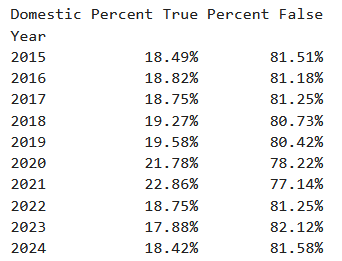 Domestic Percent True Percent False
Year
2015 18.49% 81.51%
2016 18.82% 81.18%
2017 18.75% 81.25%
2018 19.27% 80.73%
2019 19.58% 80.42%
2020 21.78% 78.22%
2021 22.86% 77.14%
2022 18.75% 81.25%
2023 17.88% 82.12%
2024 18.42% 81.58%